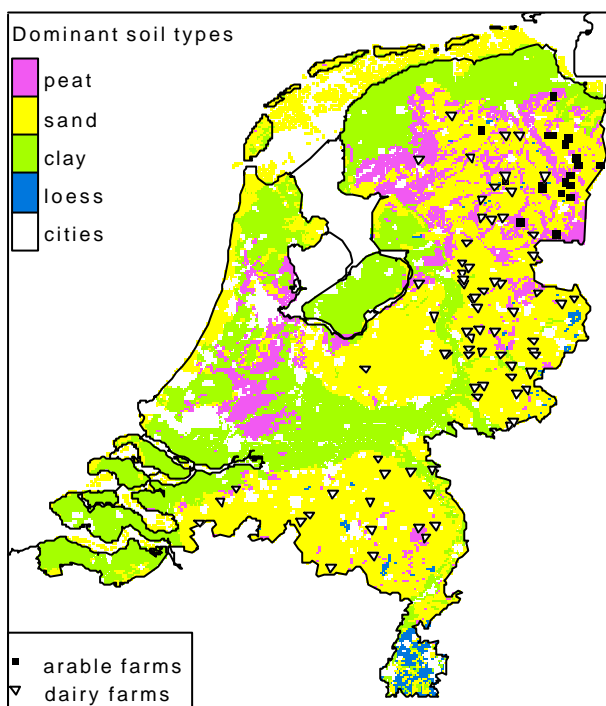 Dominant soil types
peat
sand
clay
loess
cities
arable farms
dairy farms